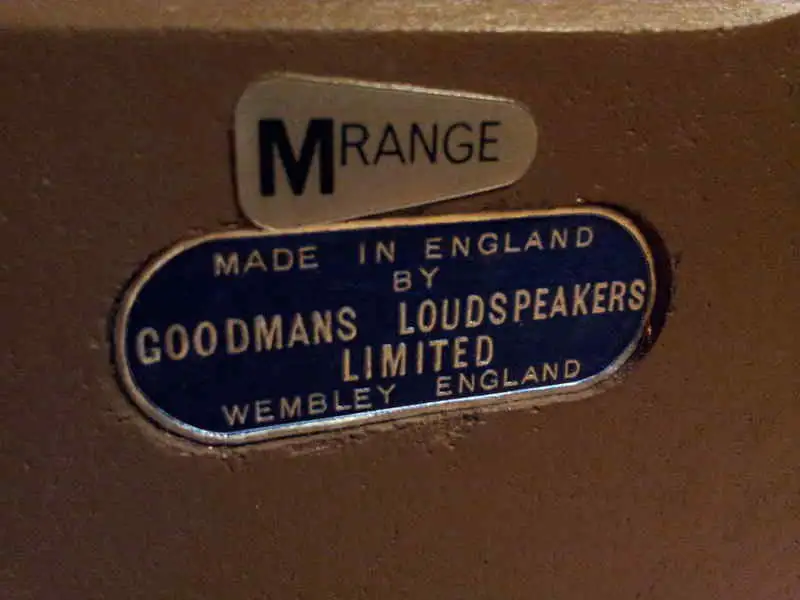 MRANGE
MADE IN ENGLAND
BY
GOODMANS LOUDSPEAKERS
LIMITED
WEMBLEY ENGLAND